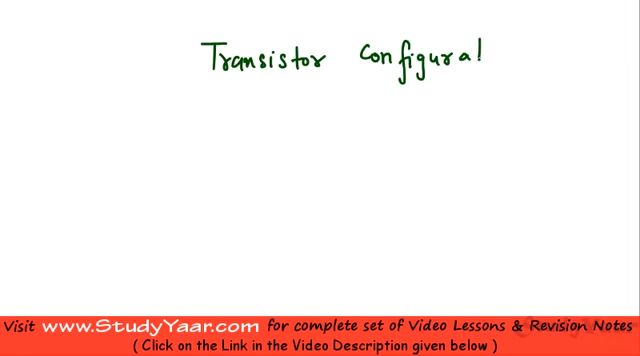 Transistor Configurat
Visit www.StudyYaar.com for complete set of Video Lessons & Revision Notes
( Click on the Link in the Video Description given below )